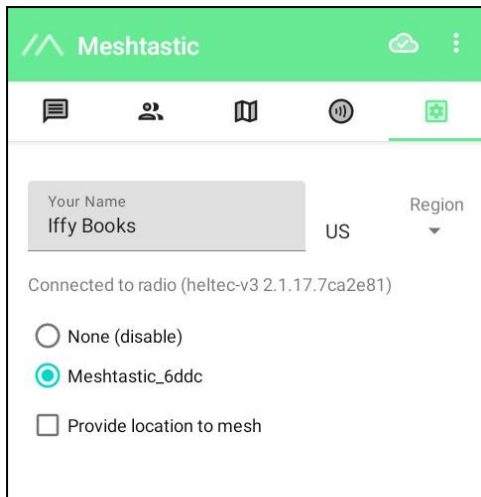 Meshtastic
Your Name
Iffy Books
US
Region
Connected to radio (heltec-v3 2.1.17.7ca2e81)
None (disable)
Meshtastic_6ddc
Provide location to mesh